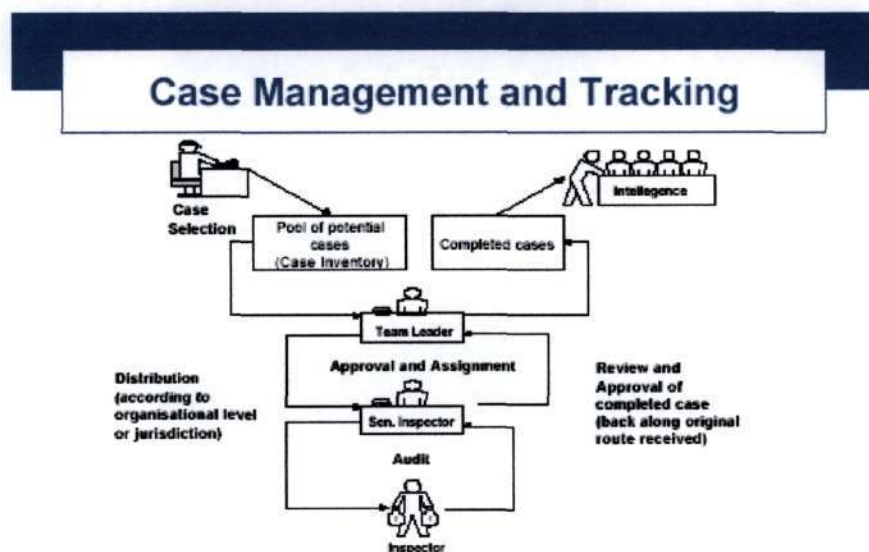 Case Management and Tracking
Case
Selection
Pool of potential
cases
(Case Inventory)
Completed cases
Intellegence
Team Leader
Approval and Assignment
Distribution
(according to
organisational level
or jurisdiction)
Review and
Approval of
completed case
(back along original
route received)
Sen. Inspector
Audit
Inspector